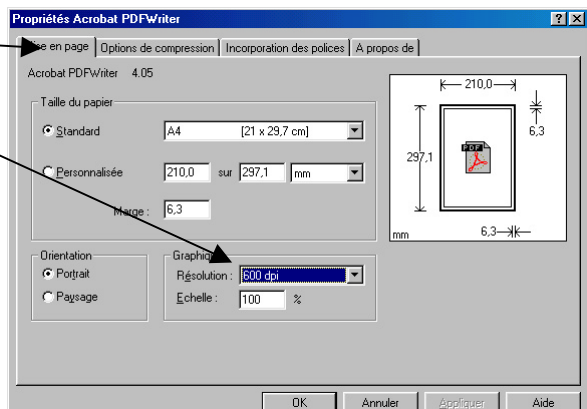 Propriétés Acrobat PDFWriter
ise en page Options de compression Incorporation des polices A propos de
Acrobat PDFWriter 4.05
Taille du papier
Standard A4 [21 x 29,7 cm]
Personnalisée 210,0 sur 297,1 mm
Marge : 6,3
210,0
6,3
297,1
PDF
mm 6,3
Orientation
Portrait
Paysage
Graphiq
Résolution : 600 dpi
Echelle : 100 %
OK Annuler Appliquer Aide